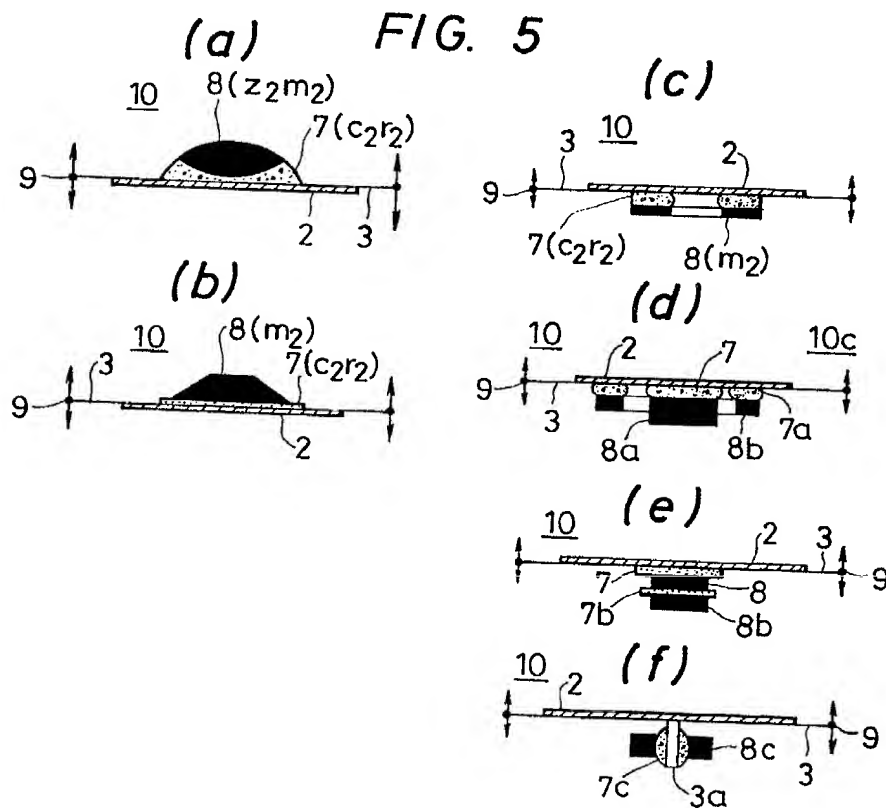 FIG. 5
(a)
10
8(z₂m₂)
7(c₂r₂)
9
2
3
(b)
10
8(m₂)
3
7(c₂r₂)
9
2
(c)
10
3
2
9
7(c₂r₂)
8(m₂)
(d)
10
2
7
10c
9
3
7a
8a
8b
(e)
10
2
3
7
8
9
7b
8b
(f)
10
2
9
3
8c
7c
3a